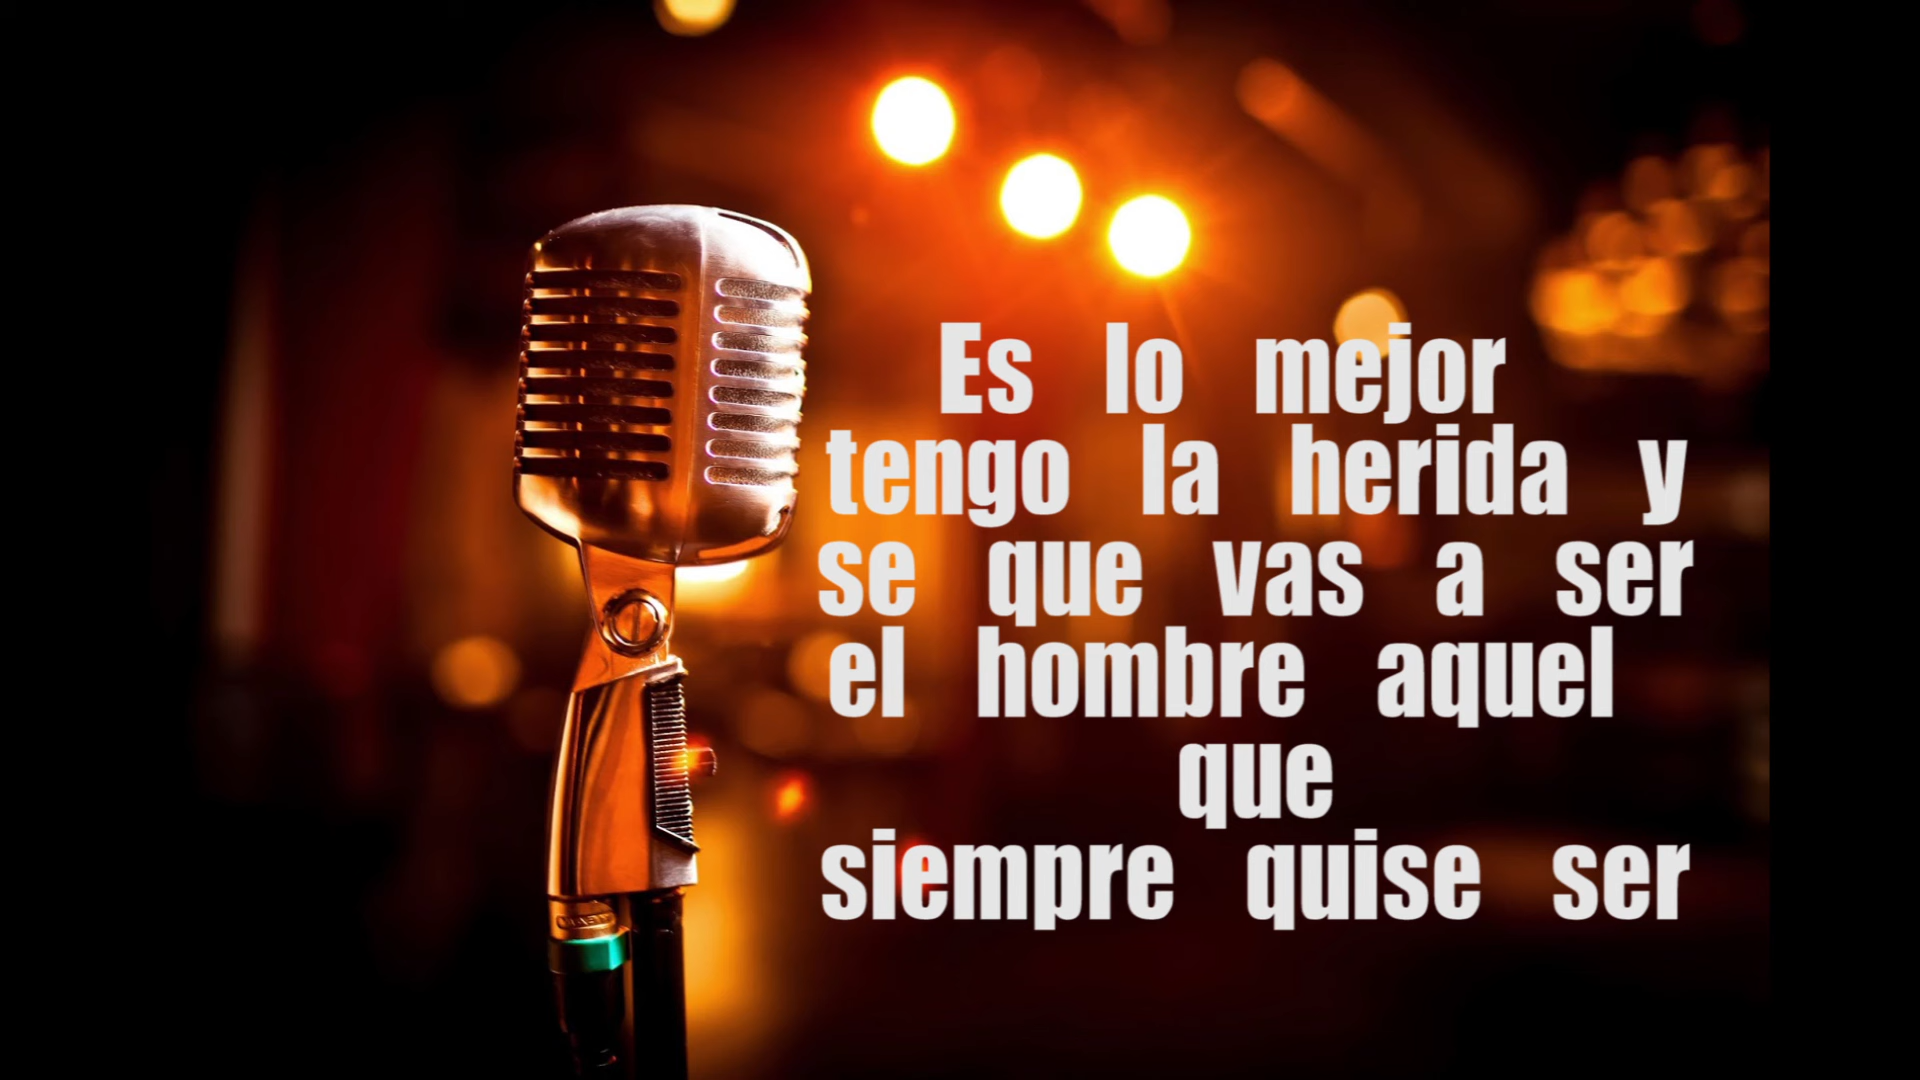 Es lo mejor
tengo la herida y
se que vas a ser
el hombre aquel
que
siempre quise ser